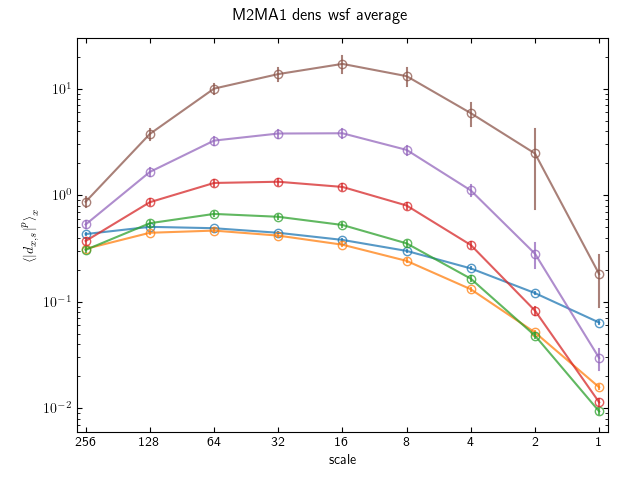 M2MA1 dens wsf average
⟨|d_{x,s}|^p⟩_x
10^1
10^0
10^{-1}
10^{-2}
256 128 64 32 16 8 4 2 1
scale